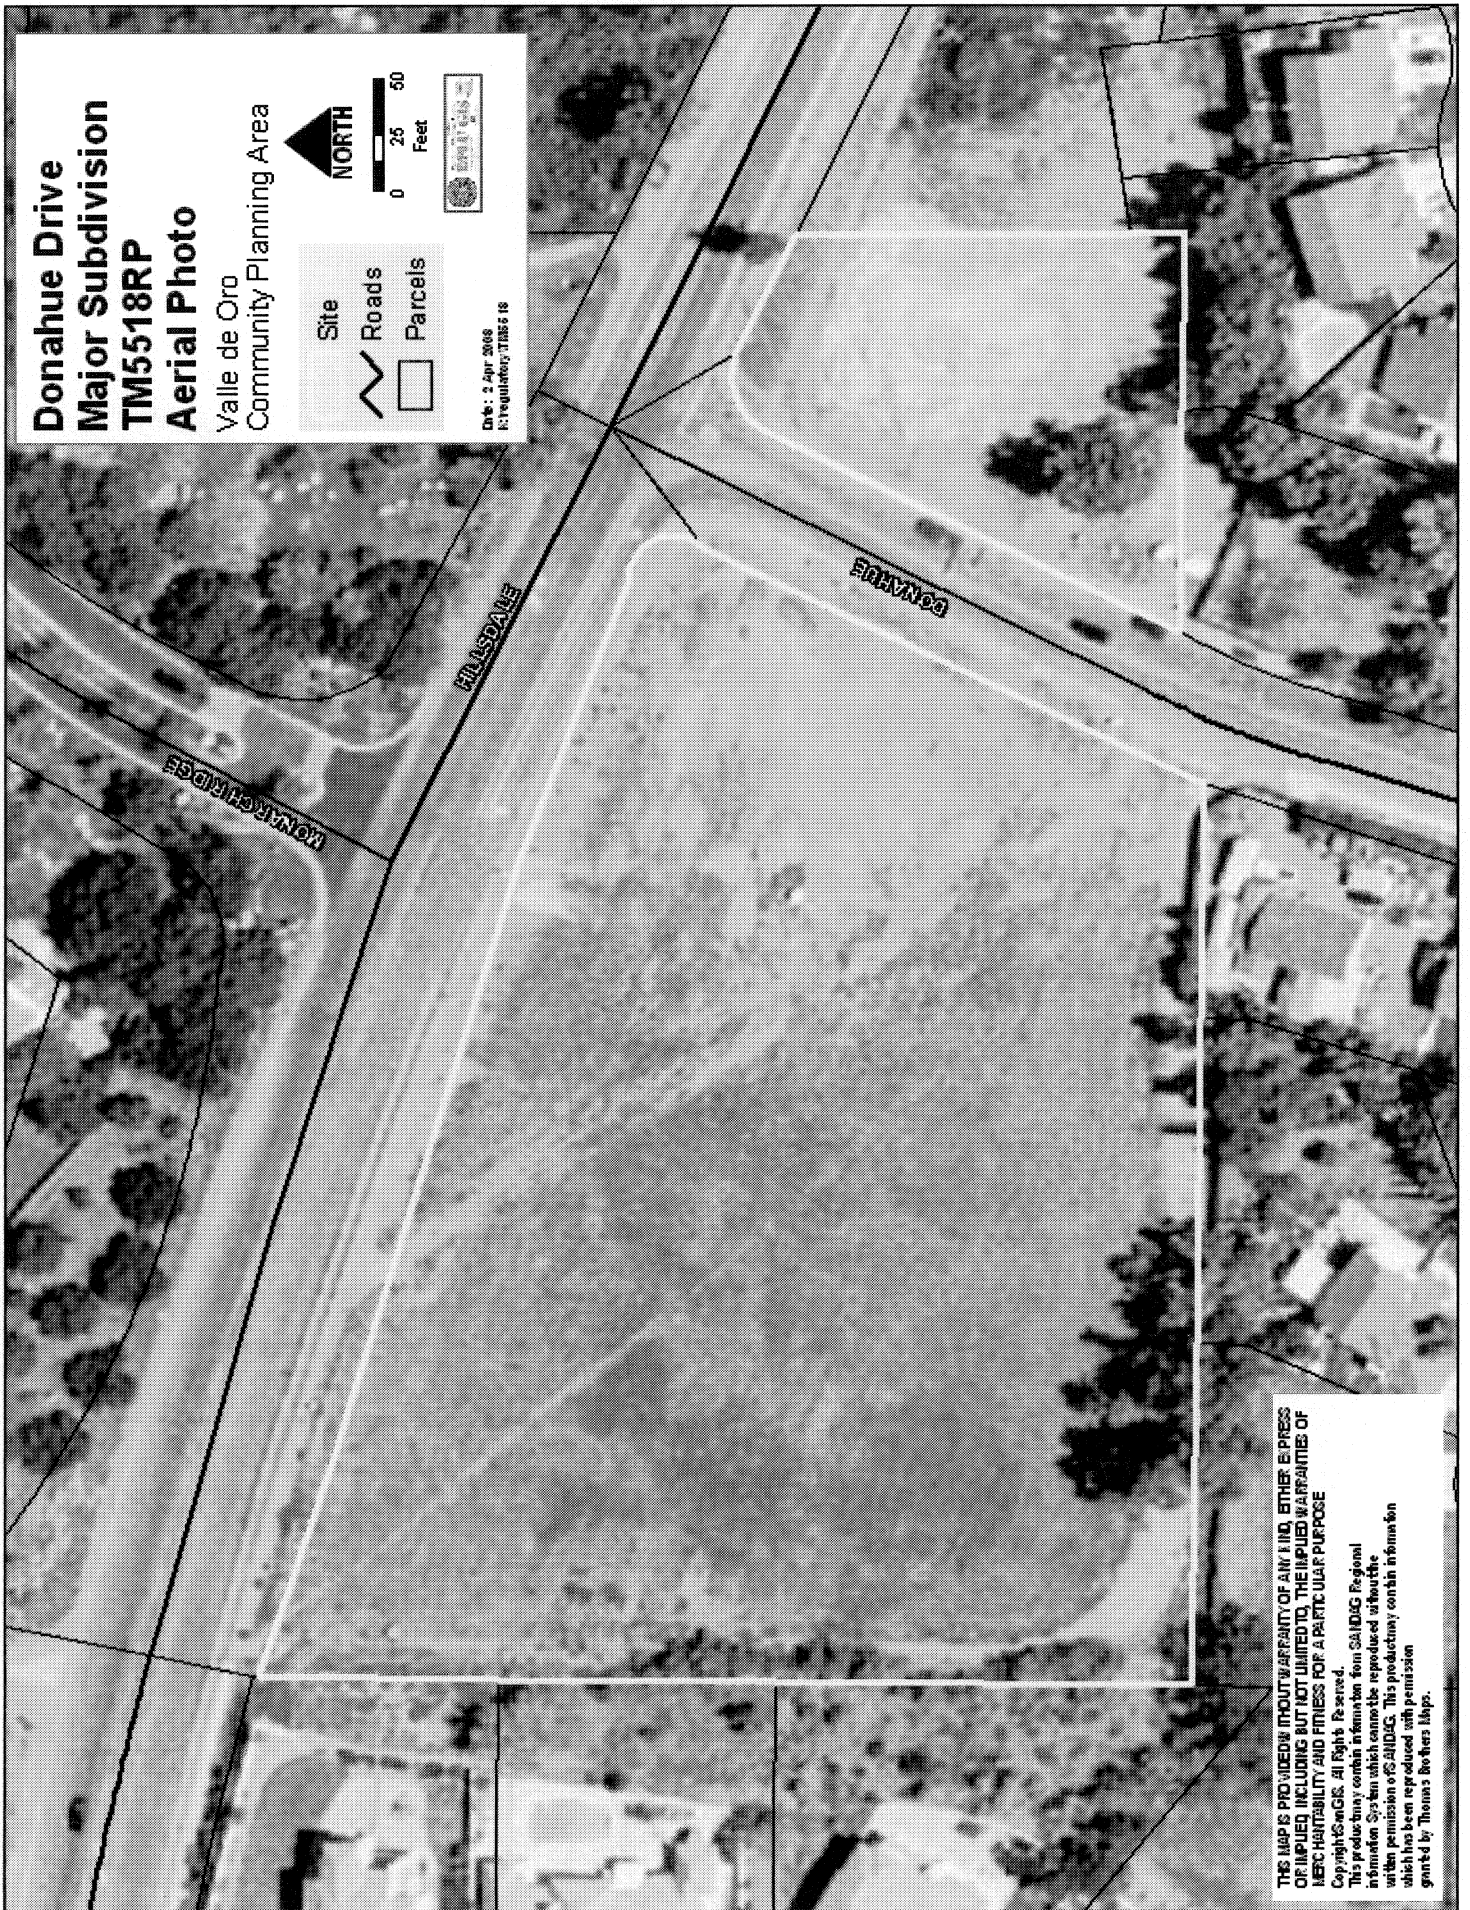 Donahue Drive
Major Subdivision
TM5518RP
Aerial Photo
Valle de Oro
Community Planning Area
Site
Roads
Parcels
NORTH
0 25 50
Feet
Date: 2 Apr 2008
MONARCH RIDGE
HILLSDALE
DONAHUE
THIS MAP IS PROVIDED WITHOUT WARRANTY OF ANY KIND, EITHER EXPRESS
OR IMPLIED, INCLUDING BUT NOT LIMITED TO, THE IMPLIED WARRANTIES OF
MERCHANTABILITY AND FITNESS FOR A PARTICULAR PURPOSE
Copyright SanGIS. All Rights Reserved.
This product may contain information from SANDAG Regional
Information System which cannot be reproduced without the
written permission of SANDAG. This product may contain information
which has been reproduced with permission
granted by Thomas Brothers Maps.